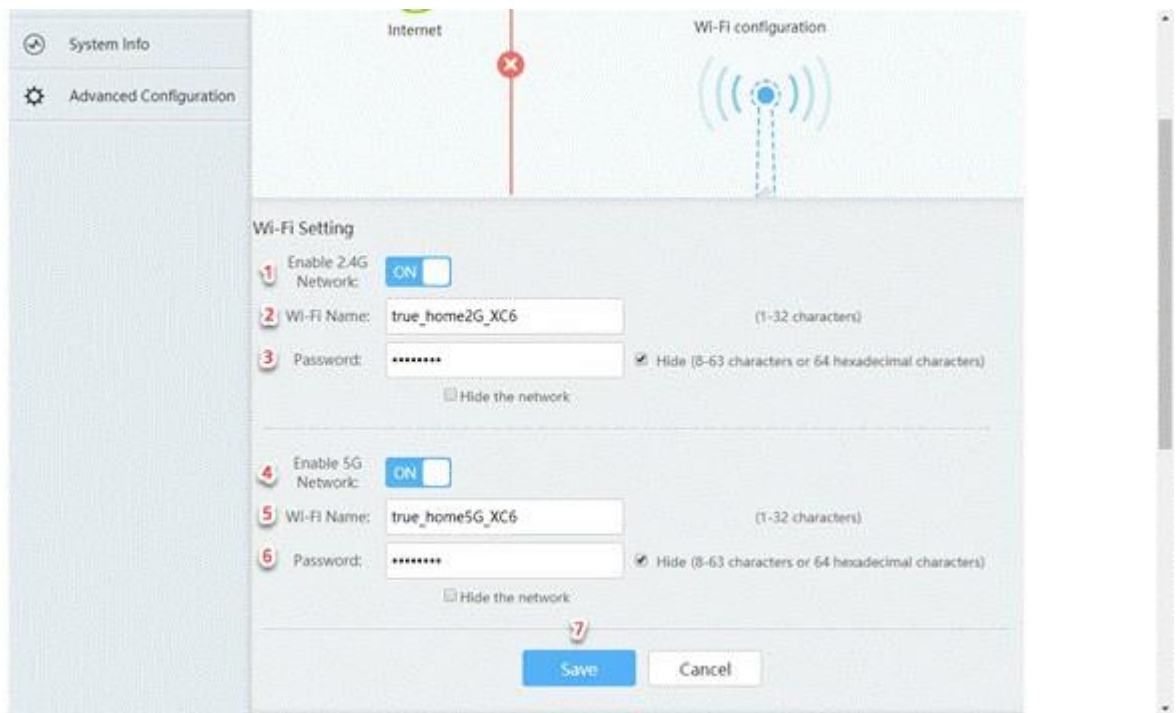 Internet
Wi-Fi configuration
System Info
Advanced Configuration
Wi-Fi Setting
1 Enable 2.4G
Network:
ON
2 Wi-Fi Name: true_home2G_XC6 (1-32 characters)
3 Password: •••••••• Hide (8-63 characters or 64 hexadecimal characters)
Hide the network
4 Enable 5G
Network:
ON
5 Wi-Fi Name: true_home5G_XC6 (1-32 characters)
6 Password: •••••••• Hide (8-63 characters or 64 hexadecimal characters)
Hide the network
7
Save Cancel